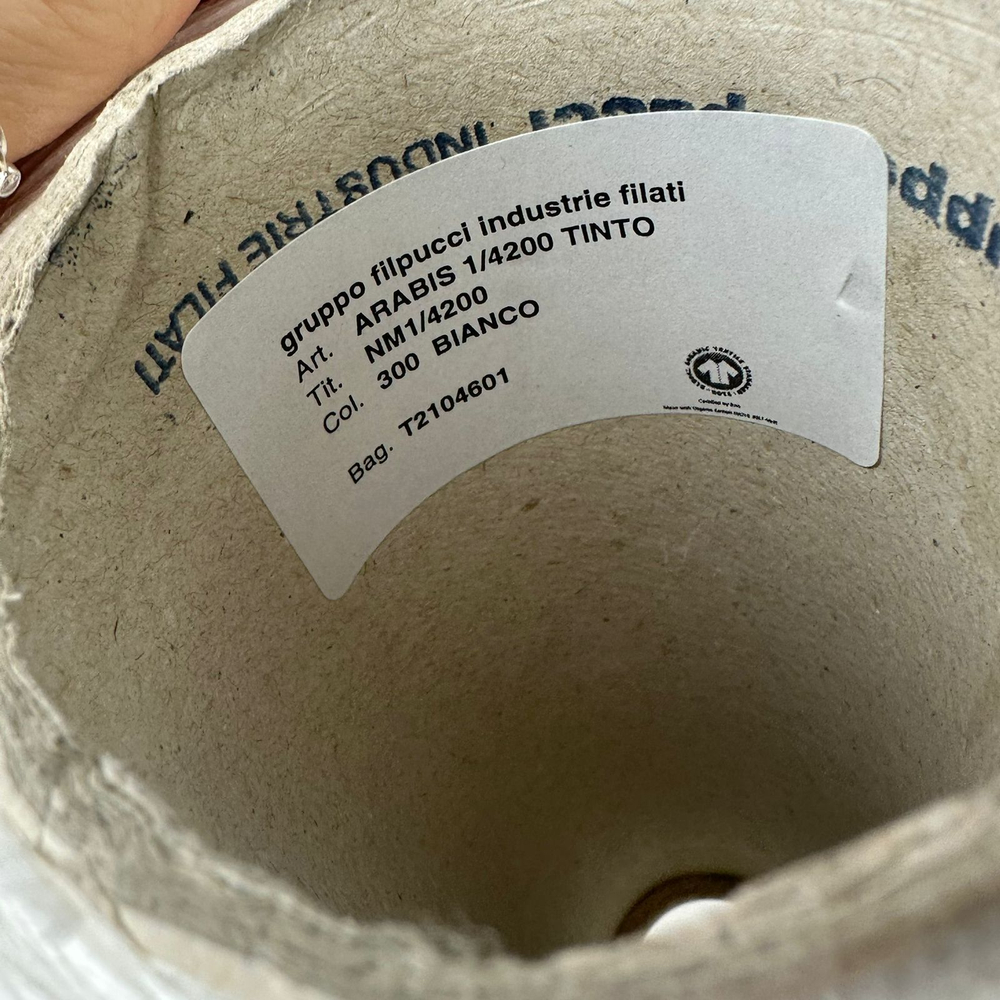 gruppo filpucci industrie filati
Art. ARABIS 1/4200 TINTO
Tit. NM1/4200
Col. 300 BIANCO
Bag. T2104601
INDUSTRIE FILATI